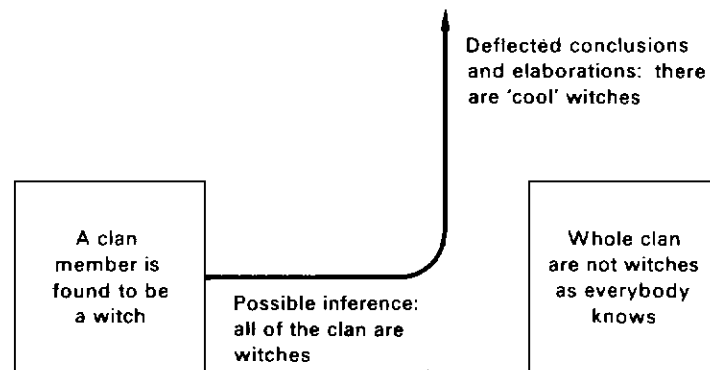 Deflected conclusions
and elaborations: there
are 'cool' witches
A clan
member is
found to be
a witch
Possible inference:
all of the clan are
witches
Whole clan
are not witches
as everybody
knows